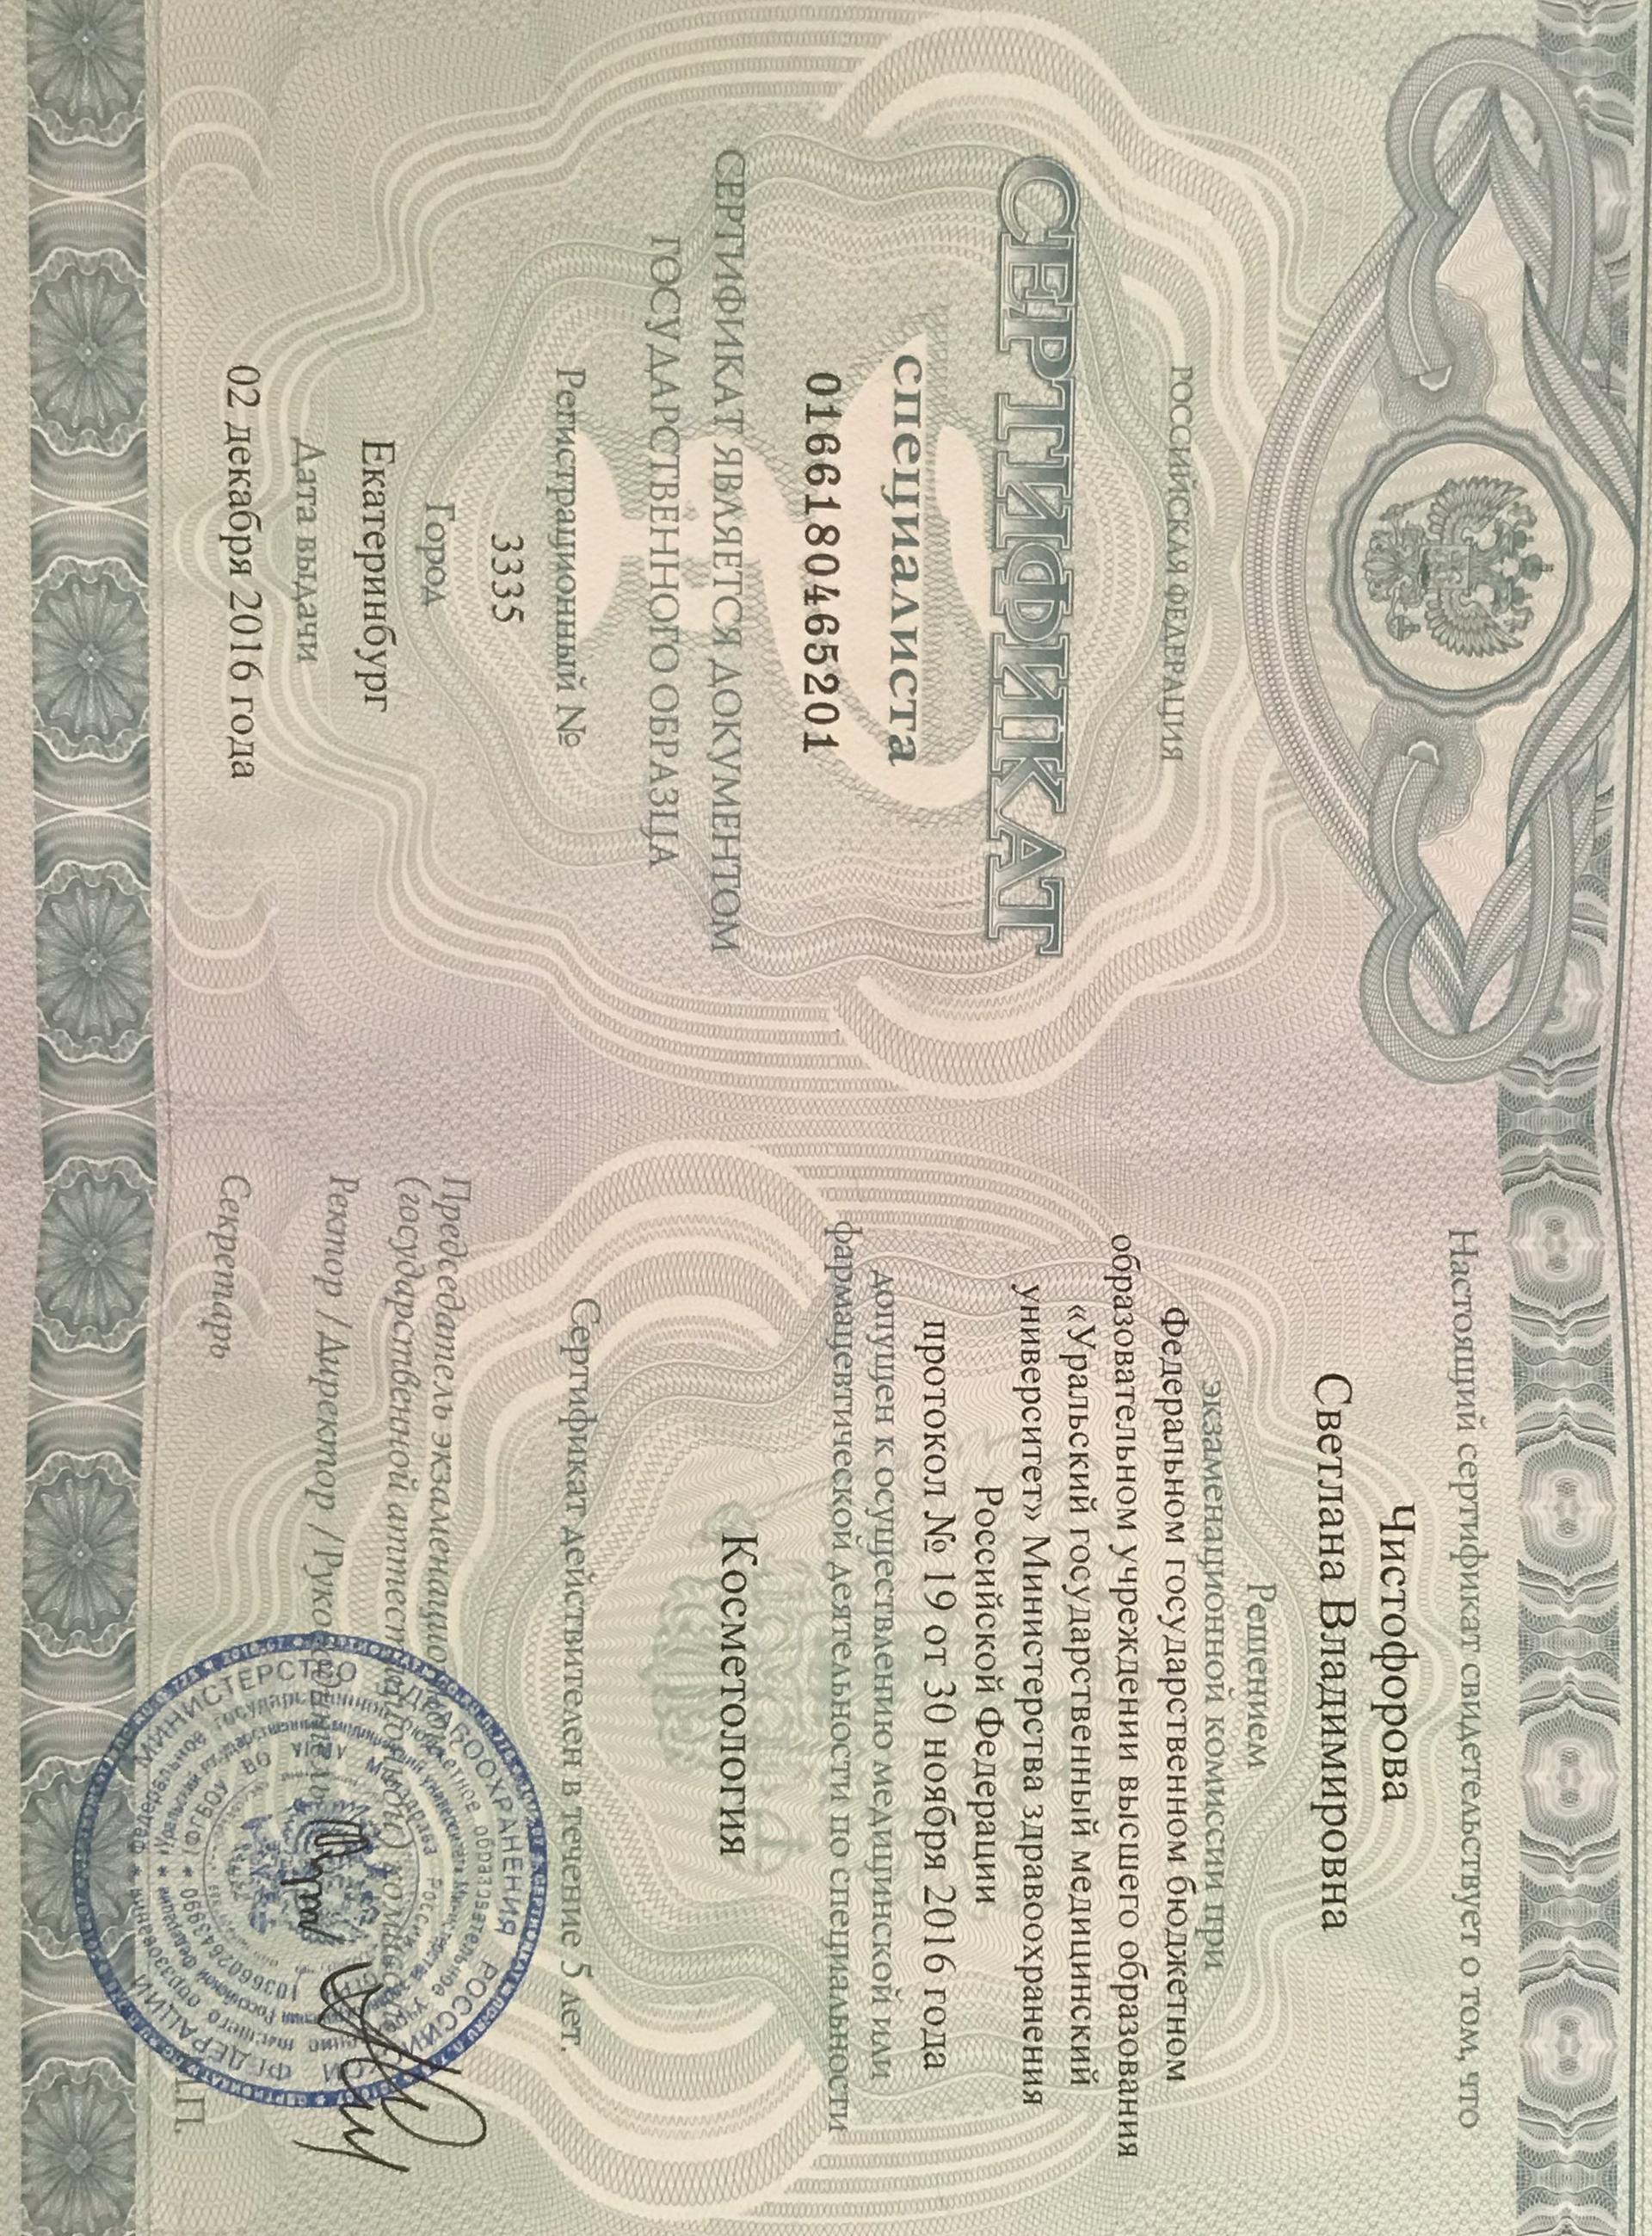 РОССИЙСКАЯ ФЕДЕРАЦИЯ
СЕРТИФИКАТ
специалиста
0166180465201
СЕРТИФИКАТ ЯВЛЯЕТСЯ ДОКУМЕНТОМ
ГОСУДАРСТВЕННОГО ОБРАЗЦА
Регистрационный №
3335
Город
Екатеринбург
Дата выдачи
02 декабря 2016 года
Настоящий сертификат свидетельствует о том, что
Чистофорова
Светлана Владимировна
Решением
экзаменационной комиссии при
Федеральном государственном бюджетном
образовательном учреждении высшего образования
«Уральский государственный медицинский
университет» Министерства здравоохранения
Российской Федерации
протокол № 19 от 30 ноября 2016 года
допущен к осуществлению медицинской или
фармацевтической деятельности по специальности
Косметология
Сертификат действителен в течение 5 лет.
Председатель экзаменацио
(государственной аттест
Ректор /Директор /Руководитель
Секретарь
МИНИСТЕРСТВО ЗДРАВООХРАНЕНИЯ РОССИЙСКОЙ ФЕДЕРАЦИИ
.П.